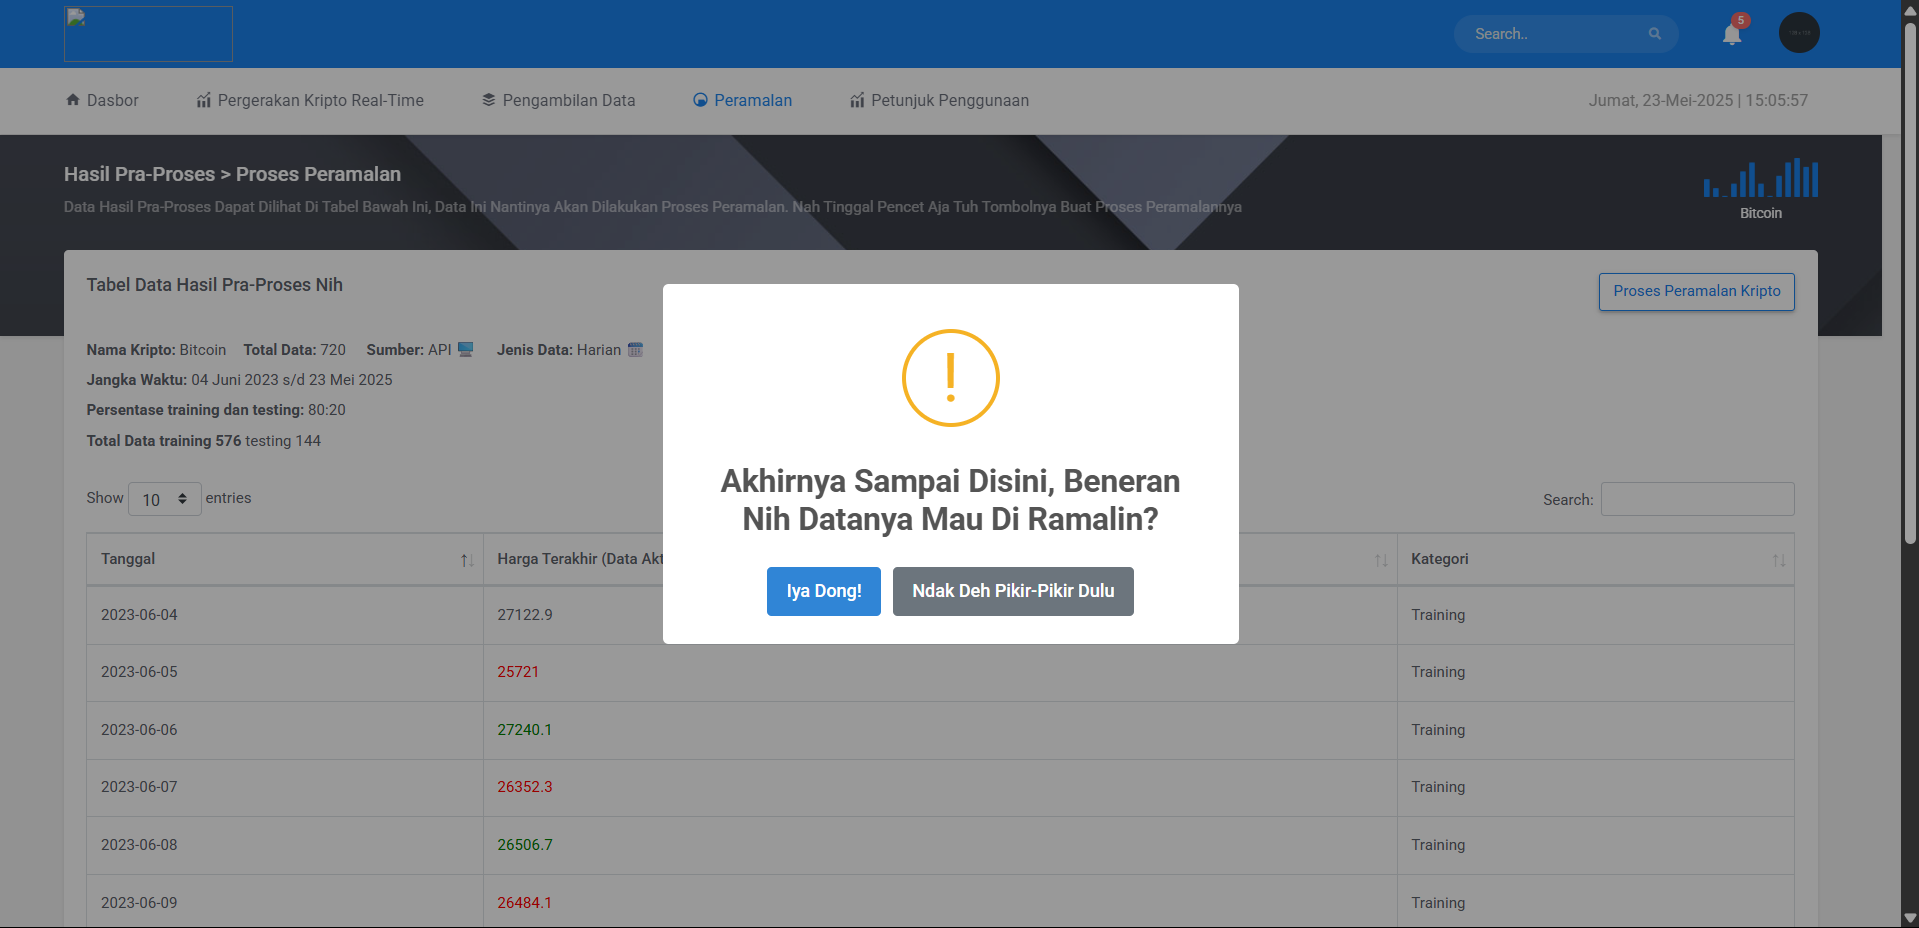 Search..
5
Dasbor
Pergerakan Kripto Real-Time
Pengambilan Data
Peramalan
Petunjuk Penggunaan
Jumat, 23-Mei-2025 | 15:05:57
Hasil Pra-Proses > Proses Peramalan
Data Hasil Pra-Proses Dapat Dilihat Di Tabel Bawah Ini, Data Ini Nantinya Akan Dilakukan Proses Peramalan. Nah Tinggal Pencet Aja Tuh Tombolnya Buat Proses Peramalannya
Bitcoin
Tabel Data Hasil Pra-Proses Nih
Proses Peramalan Kripto
Nama Kripto: Bitcoin Total Data: 720 Sumber: API Jenis Data: Harian
Jangka Waktu: 04 Juni 2023 s/d 23 Mei 2025
Persentase training dan testing: 80:20
Total Data training 576 testing 144
Akhirnya Sampai Disini, Beneran
Nih Datanya Mau Di Ramalin?
Iya Dong!
Ndak Deh Pikir-Pikir Dulu
Show 10 entries
Search:
Tanggal Harga Terakhir (Data Akt Kategori
2023-06-04 27122.9 Training
2023-06-05 25721 Training
2023-06-06 27240.1 Training
2023-06-07 26352.3 Training
2023-06-08 26506.7 Training
2023-06-09 26484.1 Training